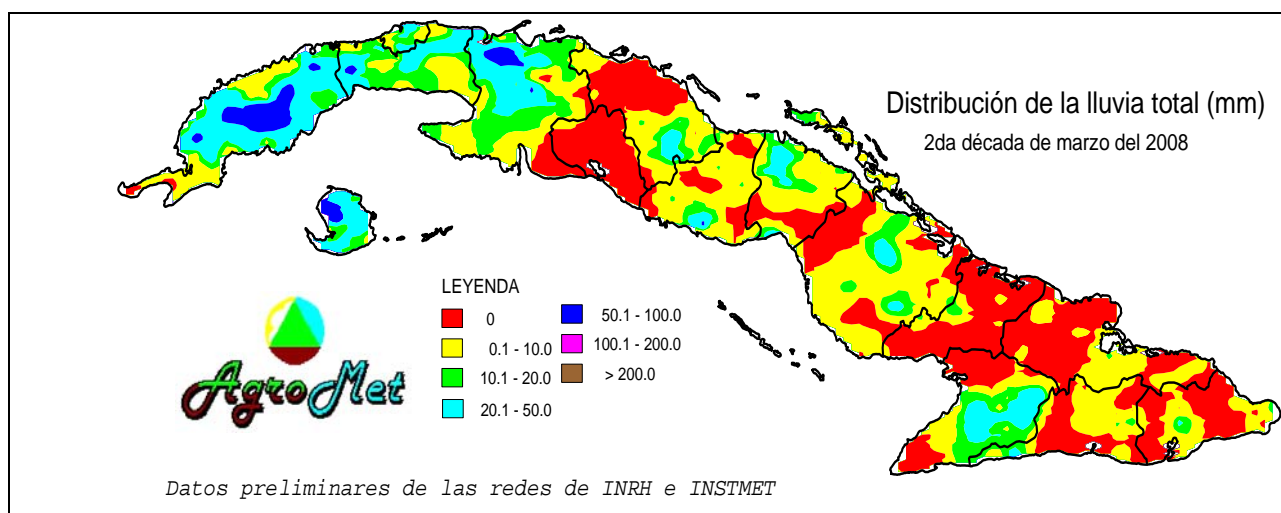 Distribución de la lluvia total (mm)
2da década de marzo del 2008
LEYENDA
0
0.1 - 10.0
10.1 - 20.0
20.1 - 50.0
50.1 - 100.0
100.1 - 200.0
> 200.0
AgroMet
Datos preliminares de las redes de INRH e INSTMET